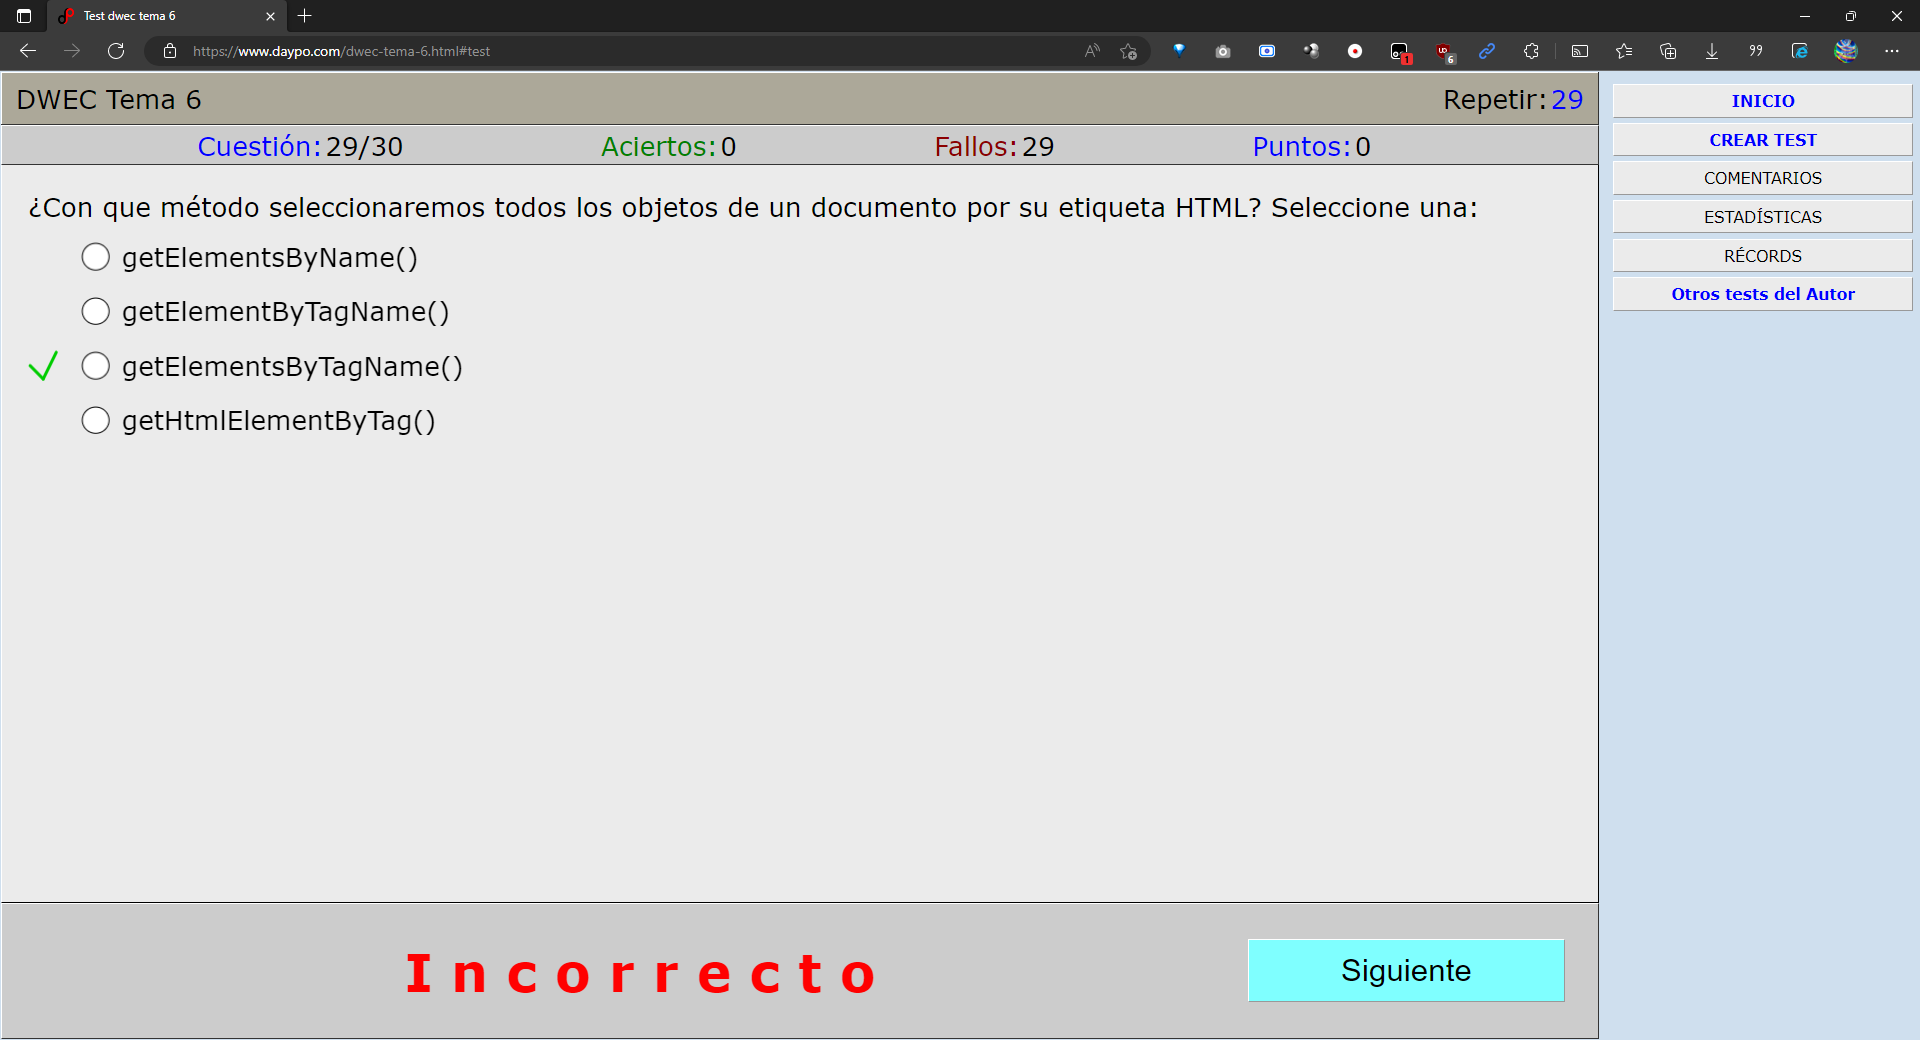 Test dwec tema 6
https://www.daypo.com/dwec-tema-6.html#test
1
6
DWEC Tema 6
Repetir:29
Cuestión:29/30
Aciertos:0
Fallos:29
Puntos:0
¿Con que método seleccionaremos todos los objetos de un documento por su etiqueta HTML? Seleccione una:
getElementsByName()
getElementByTagName()
getElementsByTagName()
getHtmlElementByTag()
Incorrecto
Siguiente
INICIO
CREAR TEST
COMENTARIOS
ESTADÍSTICAS
RÉCORDS
Otros tests del Autor